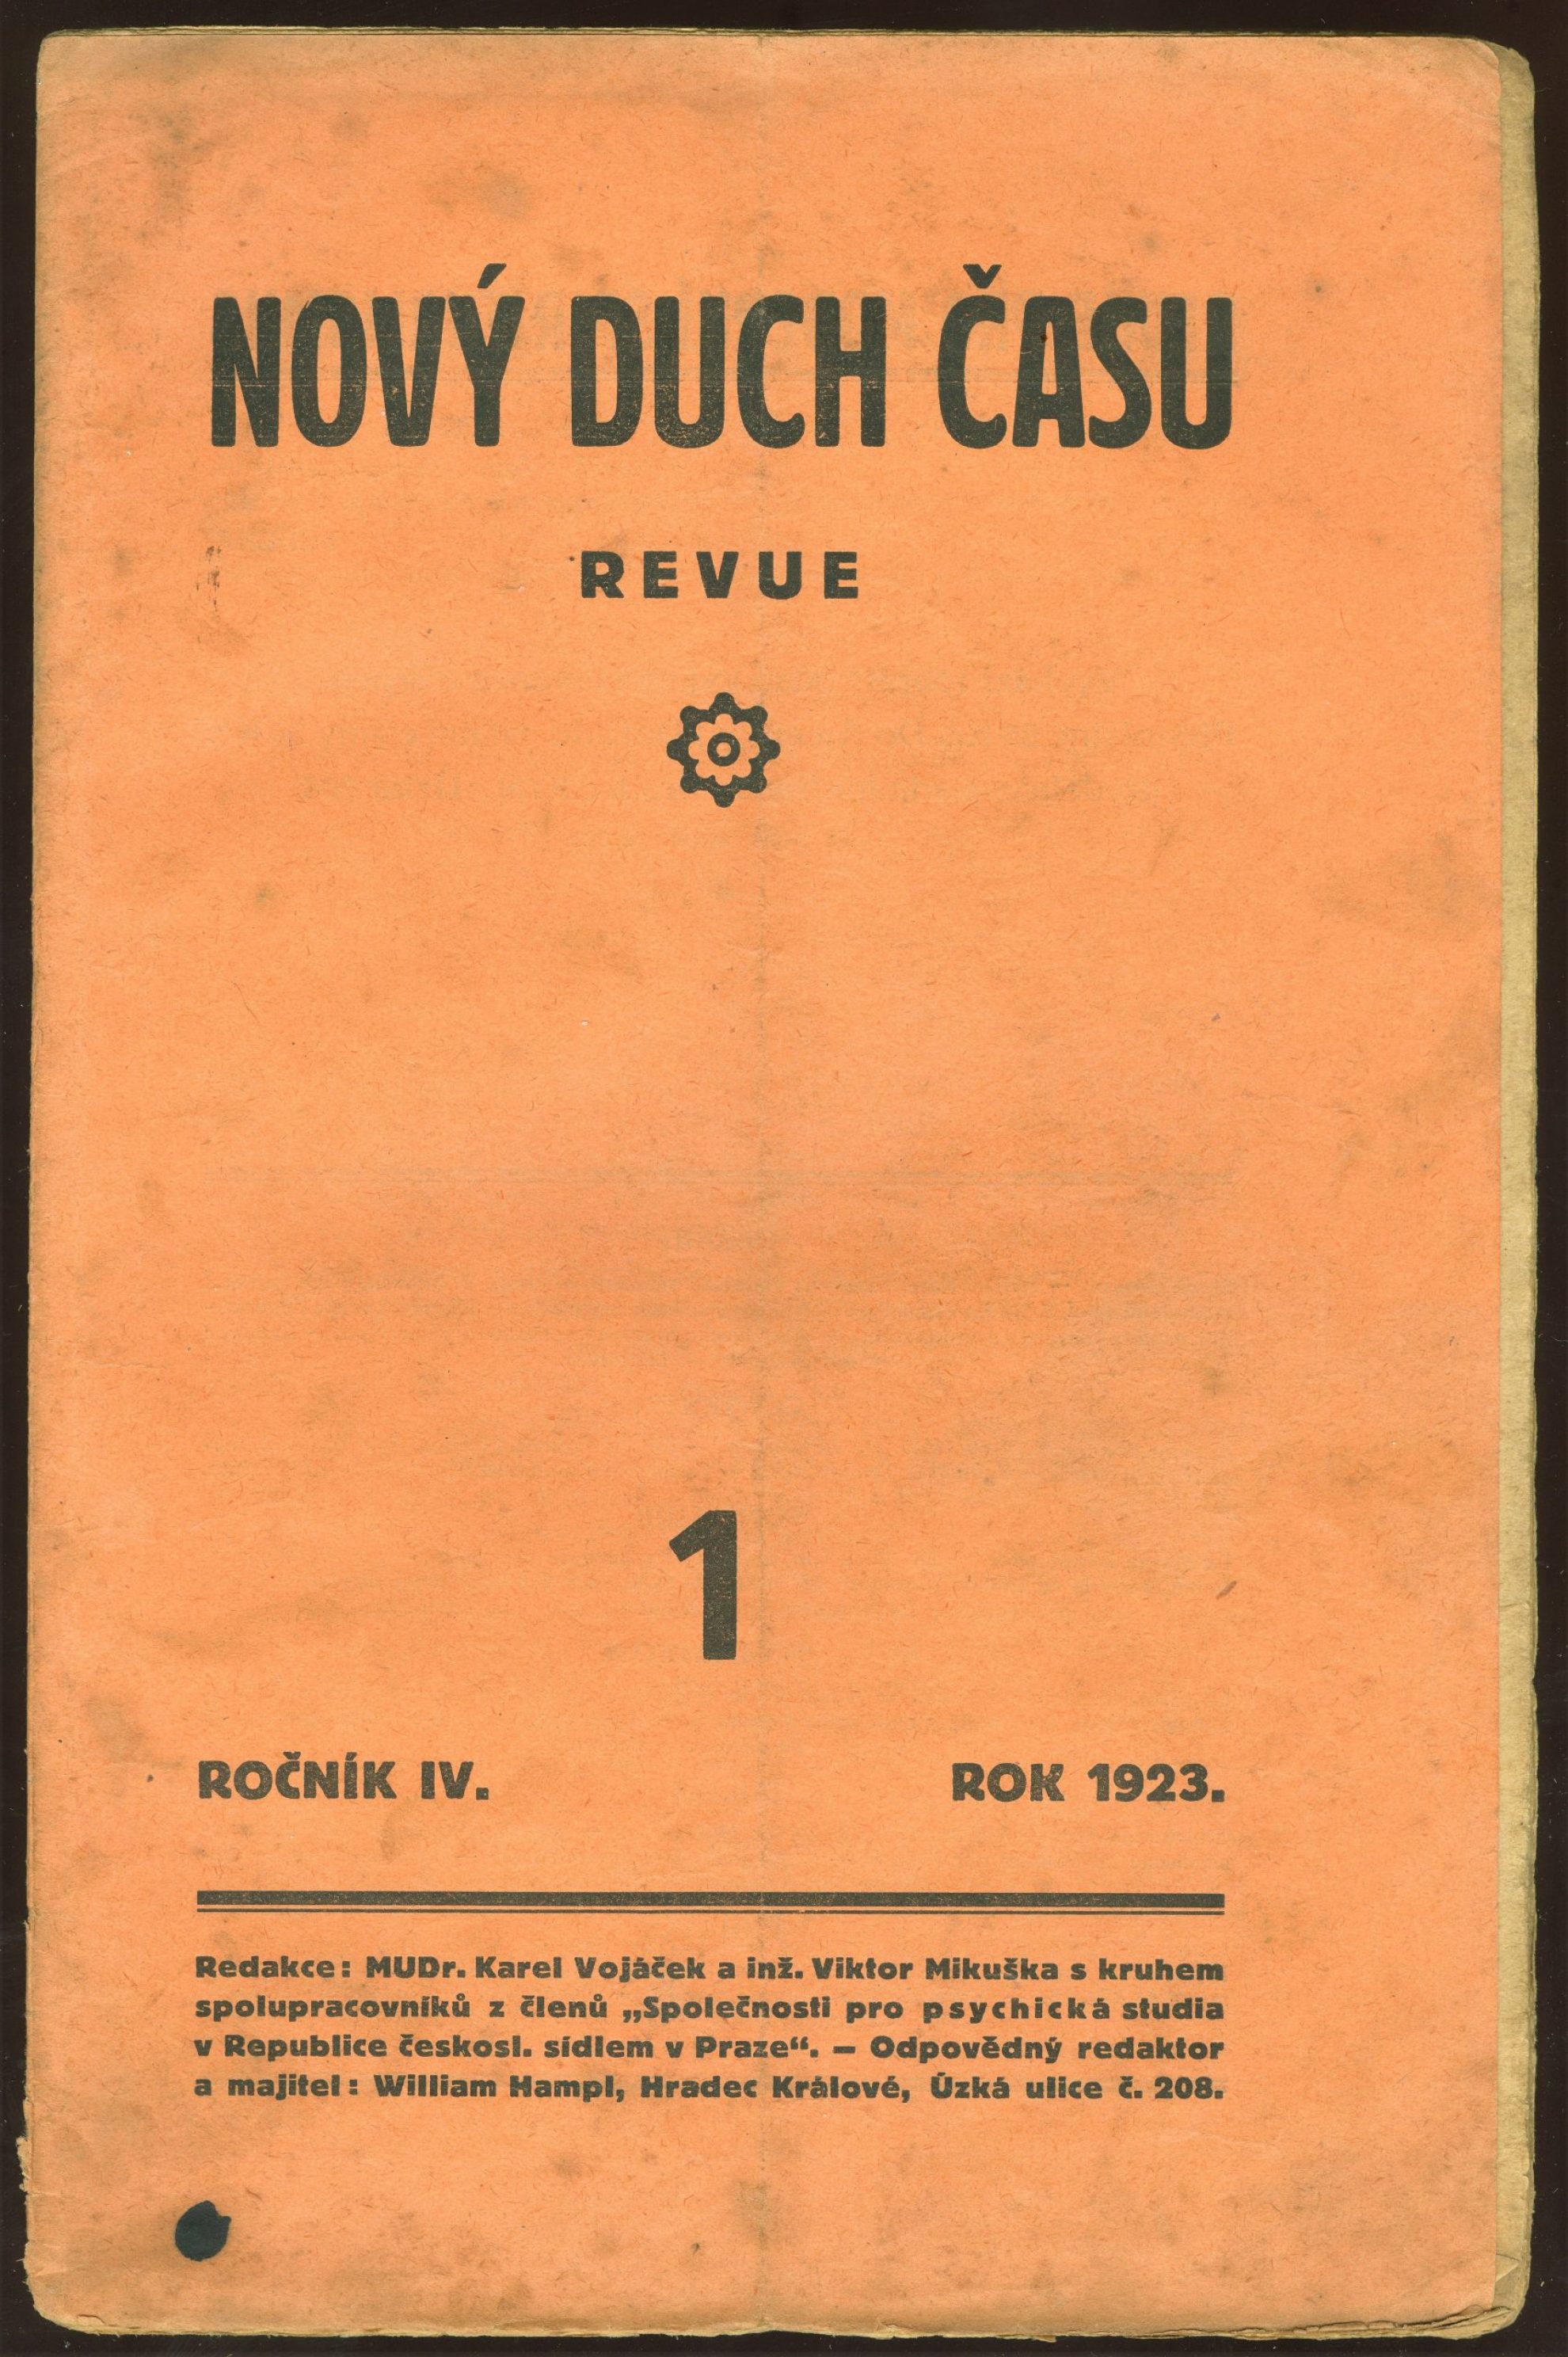 NOVÝ DUCH ČASU
REVUE
1
ROČNÍK IV. ROK 1923.
Redakce: MUDr. Karel Vojáček a inž. Viktor Mikuška s kruhem
spolupracovníků z členů „Společnosti pro psychická studia
v Republice českosl. sídlem v Praze“. — Odpovědný redaktor
a majitel: William Hampl, Hradec Králové, Úzká ulice č. 208.